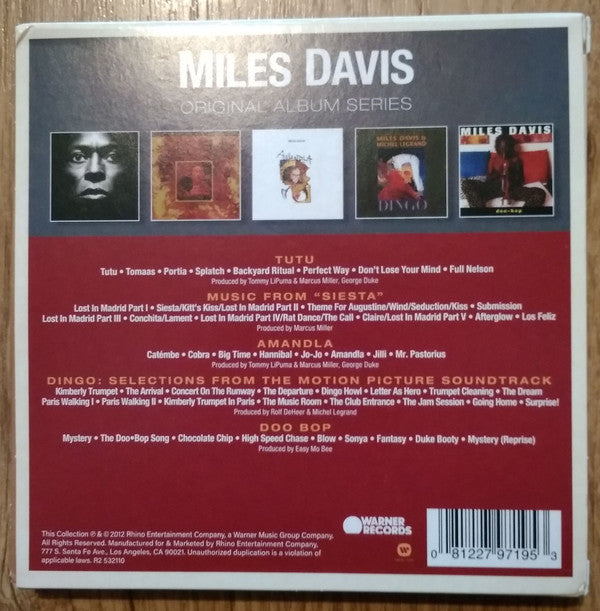 MILES DAVIS
ORIGINAL ALBUM SERIES
AMANDLA
MILES DAVIS &
MICHEL LEGRAND
DINGO
MILES DAVIS
doo-bop
TUTU
Tutu • Tomaas • Portia • Splatch • Backyard Ritual • Perfect Way • Don't Lose Your Mind • Full Nelson
Produced by Tommy LiPuma & Marcus Miller, George Duke
MUSIC FROM “SIESTA”
Lost In Madrid Part I • Siesta/Kitt's Kiss/Lost In Madrid Part II • Theme For Augustine/Wind/Seduction/Kiss • Submission
Lost In Madrid Part III • Conchita/Lament • Lost In Madrid Part IV/Rat Dance/The Call • Claire/Lost In Madrid Part V • Afterglow • Los Feliz
Produced by Marcus Miller
AMANDLA
Catémbe • Cobra • Big Time • Hannibal • Jo-Jo • Amandla • Jilli • Mr. Pastorius
Produced by Tommy LiPuma & Marcus Miller, George Duke
DINGO: SELECTIONS FROM THE MOTION PICTURE SOUNDTRACK
Kimberly Trumpet • The Arrival • Concert On The Runway • The Departure • Dingo Howl • Letter As Hero • Trumpet Cleaning • The Dream
Paris Walking I • Paris Walking II • Kimberly Trumpet In Paris • The Music Room • The Club Entrance • The Jam Session • Going Home • Surprise!
Produced by Rolf DeHeer & Michel Legrand
DOO BOP
Mystery • The Doo•Bop Song • Chocolate Chip • High Speed Chase • Blow • Sonya • Fantasy • Duke Booty • Mystery (Reprise)
Produced by Easy Mo Bee
This Collection ℗ & © 2012 Rhino Entertainment Company, a Warner Music Group Company.
All Rights Reserved. Manufactured for & Marketed by Rhino Entertainment Company,
777 S. Santa Fe Ave., Los Angeles, CA 90021. Unauthorized duplication is a violation of
applicable laws. R2 532110
WARNER
RECORDS
0 81227 97195 3